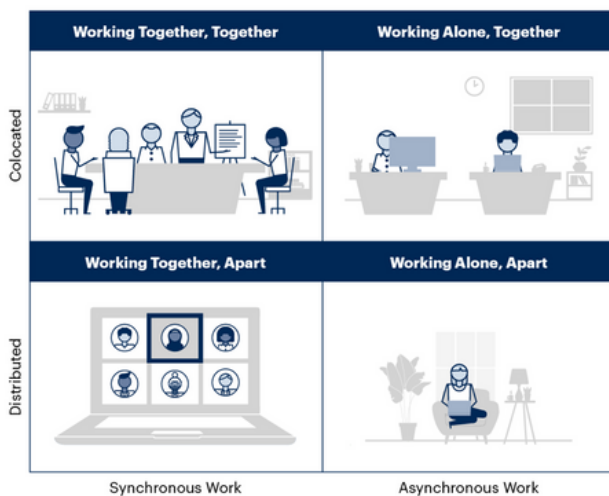 Working Together, Together
Working Alone, Together
Colocated
Working Together, Apart
Working Alone, Apart
Distributed
Synchronous Work
Asynchronous Work